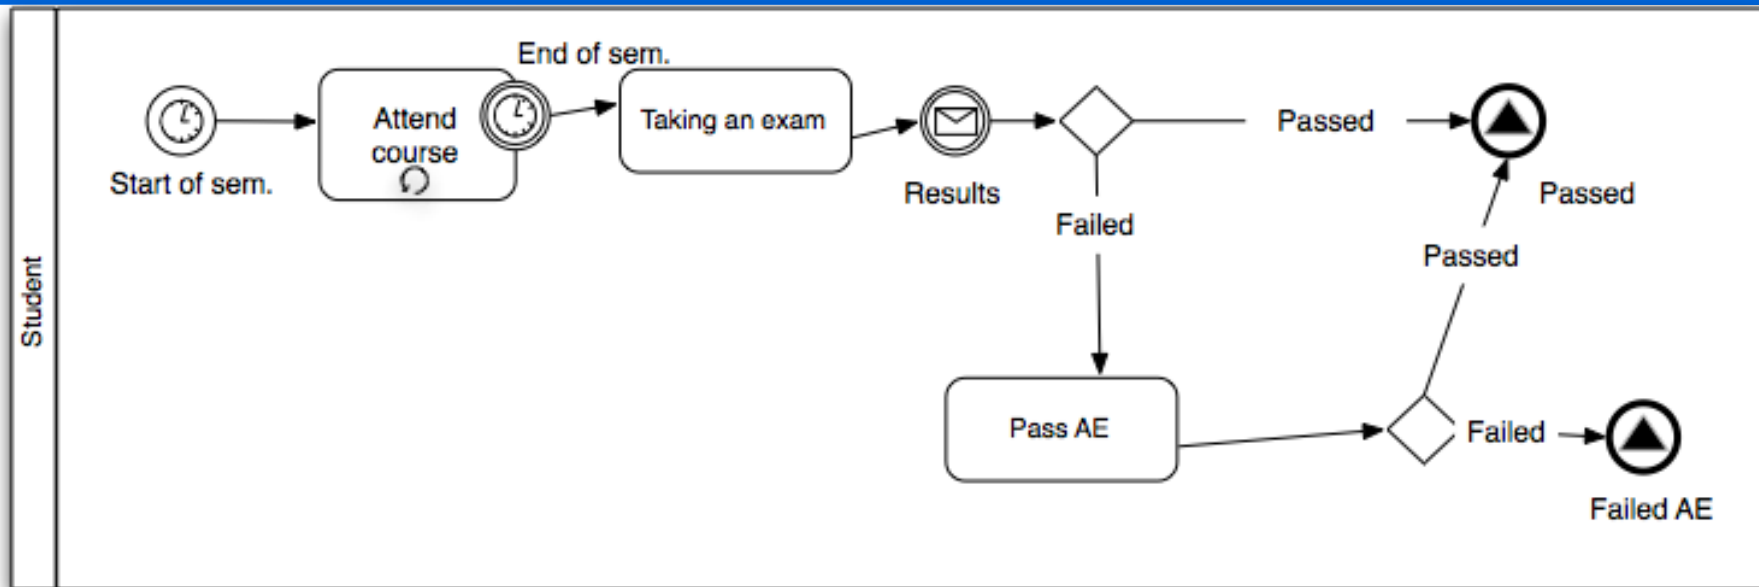 End of sem.
Start of sem.
Attend
course
Taking an exam
Results
Passed
Passed
Failed
Passed
Student
Pass AE
Failed
Failed AE